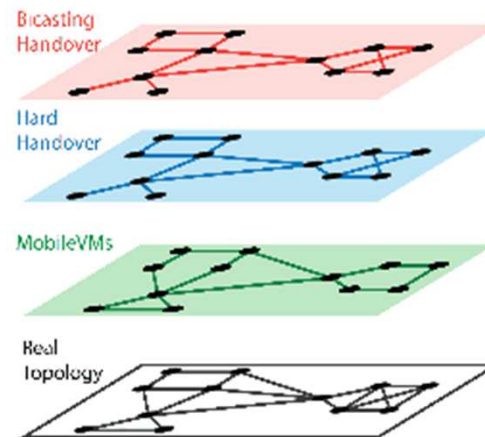 Bicasting
Handover
Hard
Handover
MobileVMs
Real
Topology